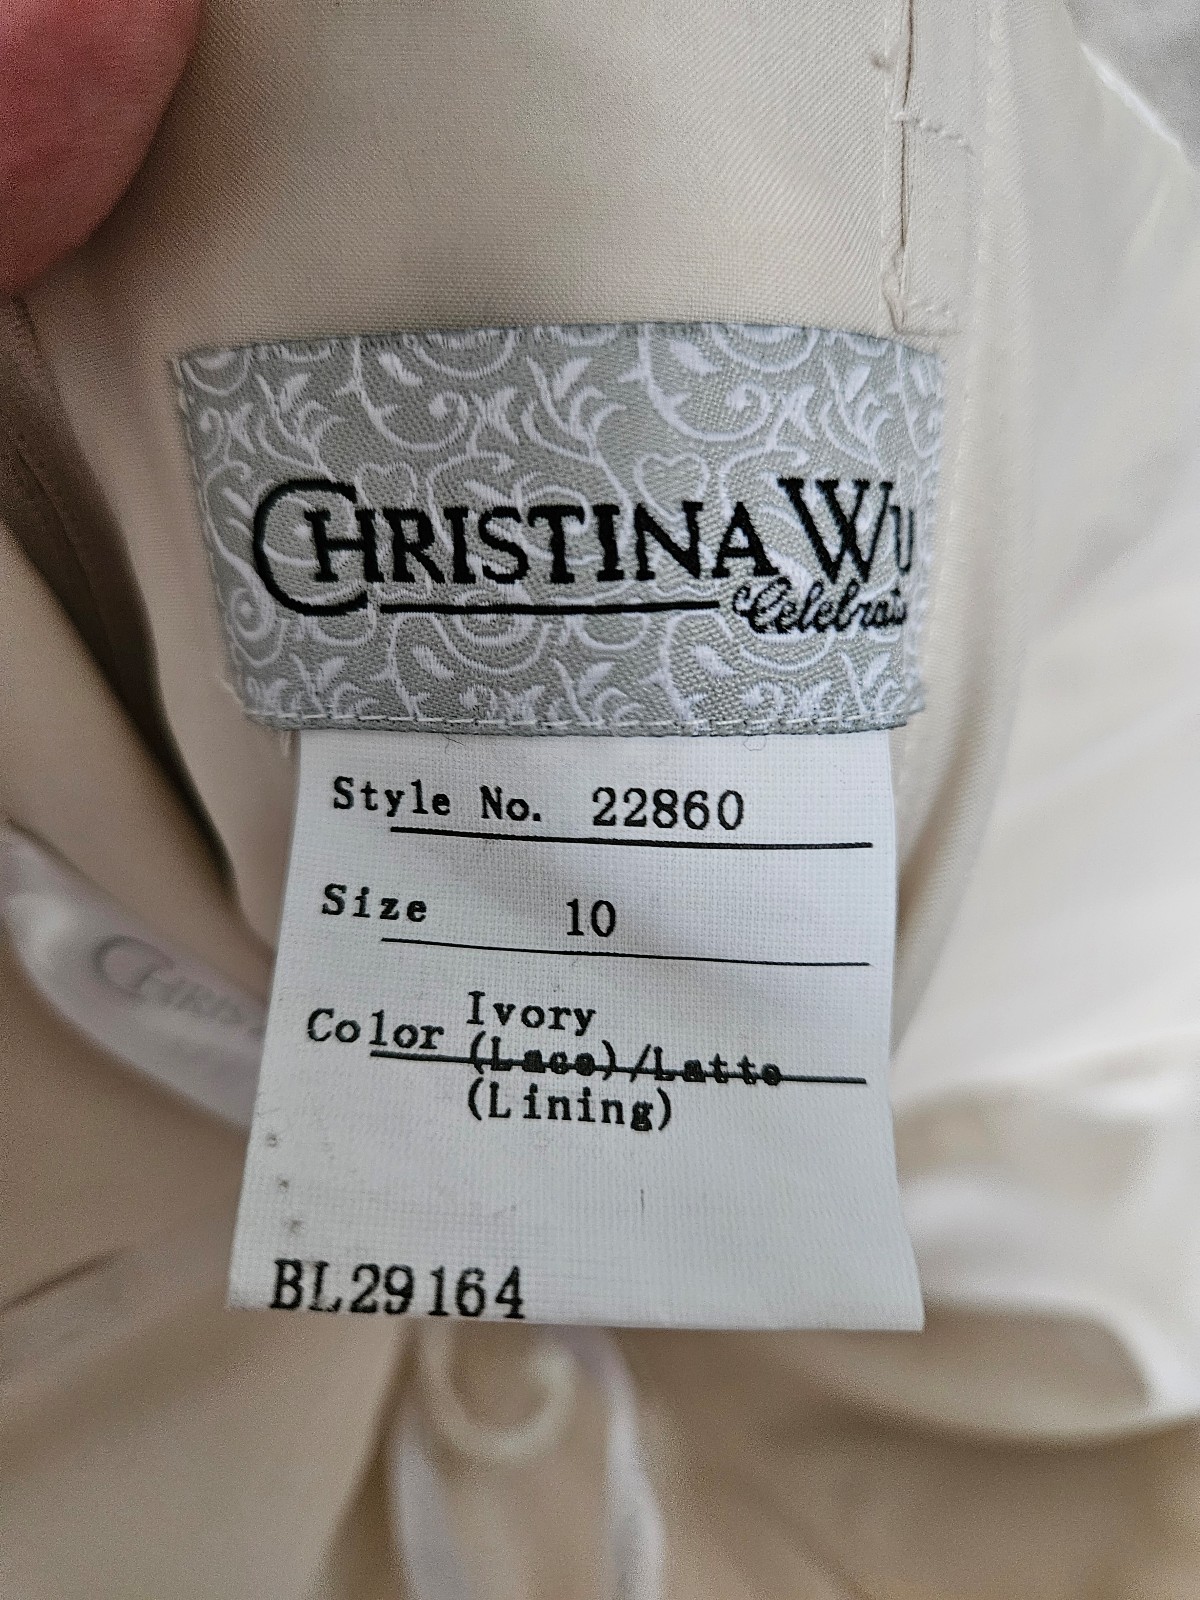 CHRISTINA WU
Style No. 22860
Size 10
Color Ivory
(Lace)/Latte
(Lining)
BL29164